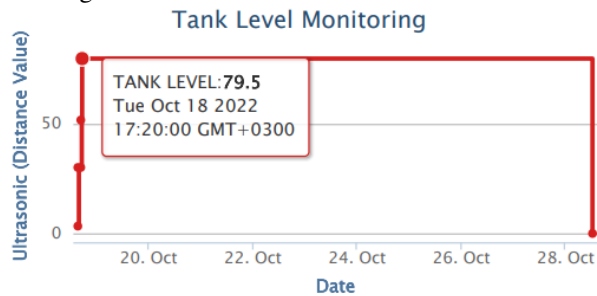 Tank Level Monitoring
Ultrasonic (Distance Value)
50
0
TANK LEVEL:79.5
Tue Oct 18 2022
17:20:00 GMT+0300
20. Oct 22. Oct 24. Oct 26. Oct 28. Oct
Date